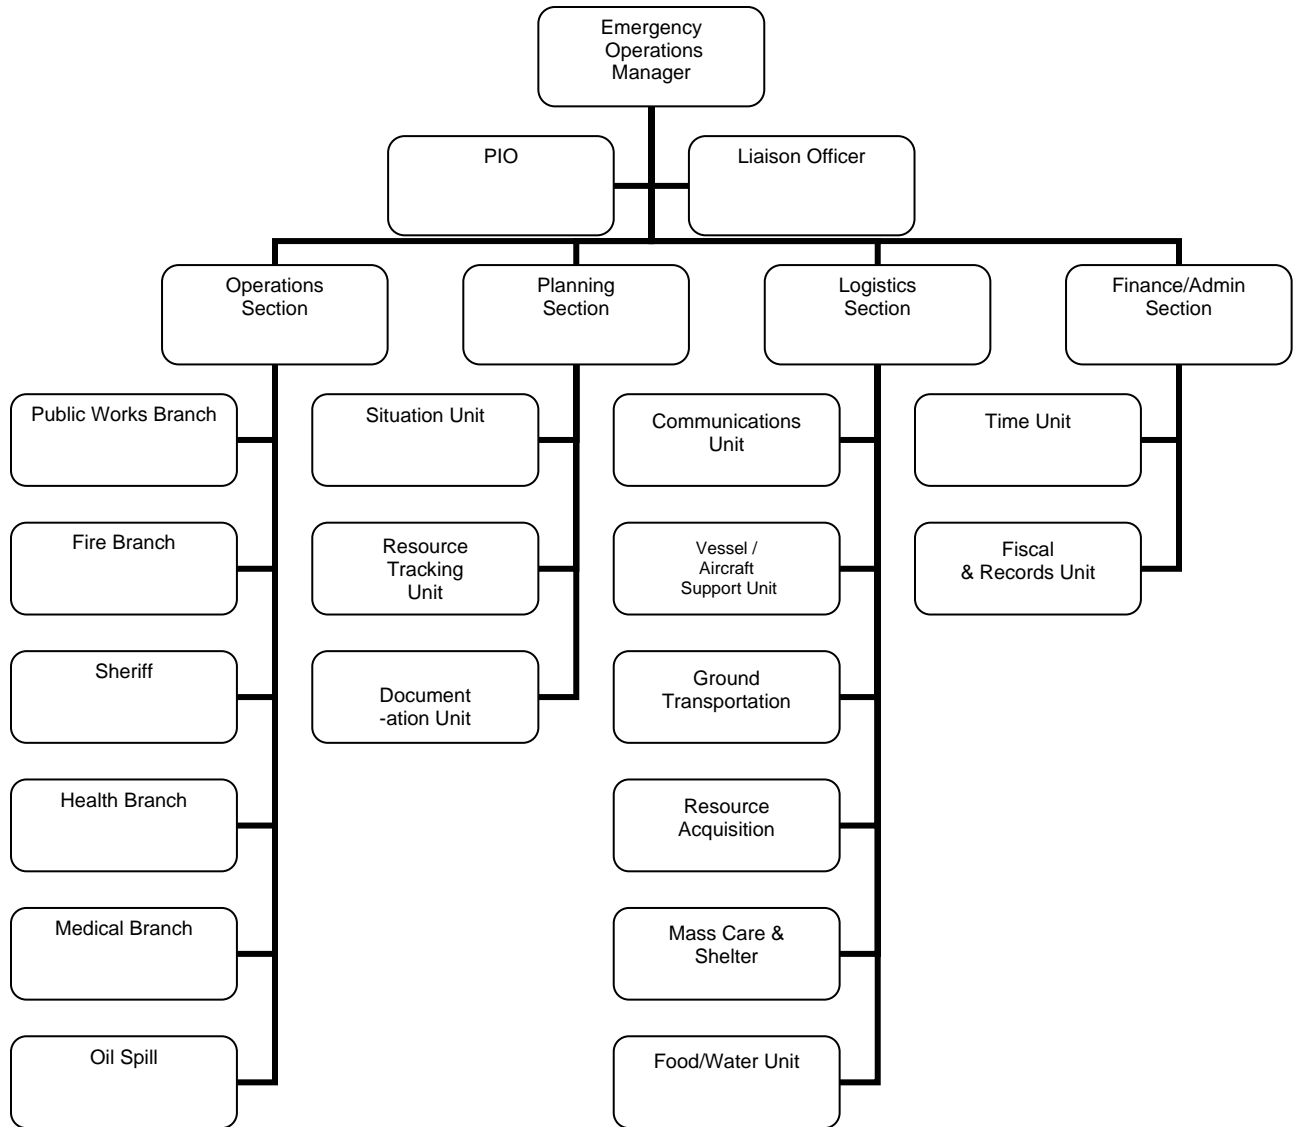 Emergency
Operations
Manager
PIO
Liaison Officer
Operations
Section
Planning
Section
Logistics
Section
Finance/Admin
Section
Public Works Branch
Situation Unit
Communications
Unit
Time Unit
Fire Branch
Resource
Tracking
Unit
Vessel /
Aircraft
Support Unit
Fiscal
& Records Unit
Sheriff
Document
-ation Unit
Ground
Transportation
Health Branch
Resource
Acquisition
Medical Branch
Mass Care &
Shelter
Oil Spill
Food/Water Unit